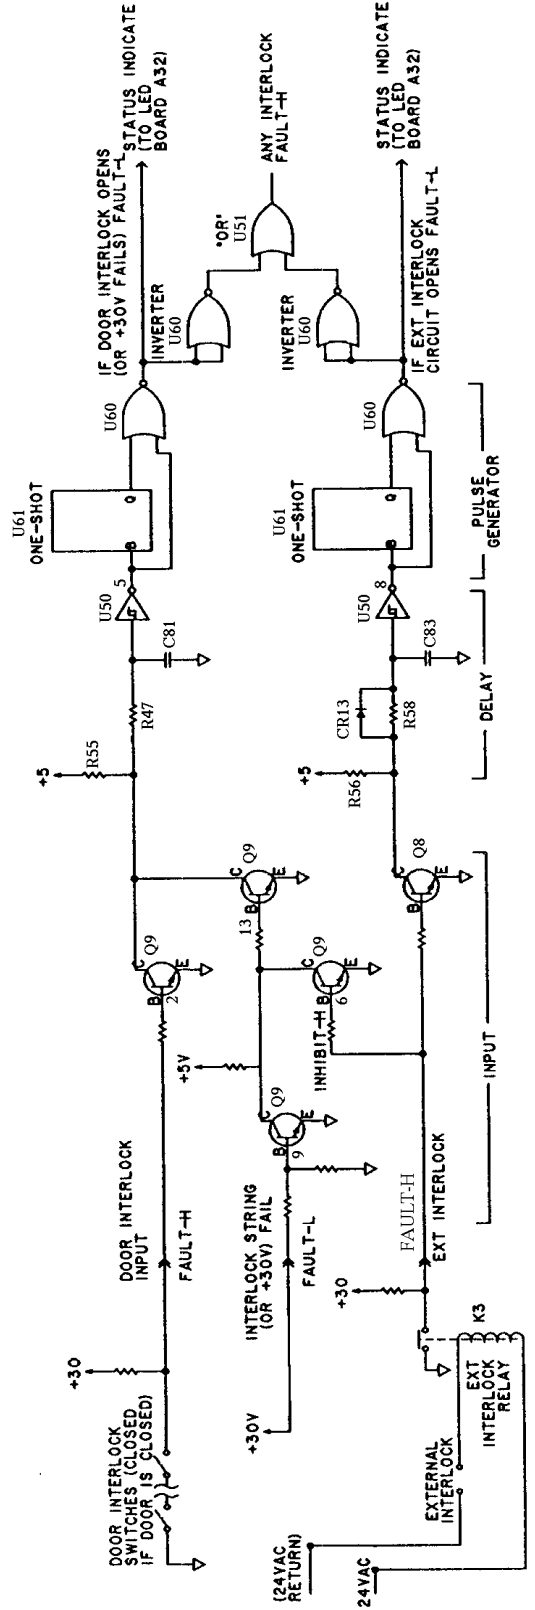 DOOR INTERLOCK
SWITCHES (CLOSED
IF DOOR IS CLOSED)
+30
DOOR INTERLOCK
INPUT
FAULT-H
B
2
C
Q9
E
+5
R55
R47
C81
U50
5
U61
ONE-SHOT
B
Q
U60
IF DOOR INTERLOCK OPENS
(OR +30V FAILS) FAULT-L
STATUS INDICATE
(TO LED
BOARD A32)
INVERTER
U60
"OR"
U51
ANY INTERLOCK
FAULT-H
INVERTER
U60
+30V
INTERLOCK STRING
(OR +30V) FAIL
FAULT-L
B
9
C
Q9
E
+5V
13
B
C
Q9
E
INHIBIT-H
B
6
C
Q9
E
(24VAC
RETURN)
24VAC
EXTERNAL
INTERLOCK
EXT
INTERLOCK
RELAY
K3
+30
FAULT-H
EXT INTERLOCK
B
C
Q8
E
+5
R56
CR13
R58
C83
U50
8
U61
ONE-SHOT
B
Q
U60
IF EXT INTERLOCK
CIRCUIT OPENS FAULT-L
STATUS INDICATE
(TO LED
BOARD A32)
INPUT
DELAY
PULSE
GENERATOR